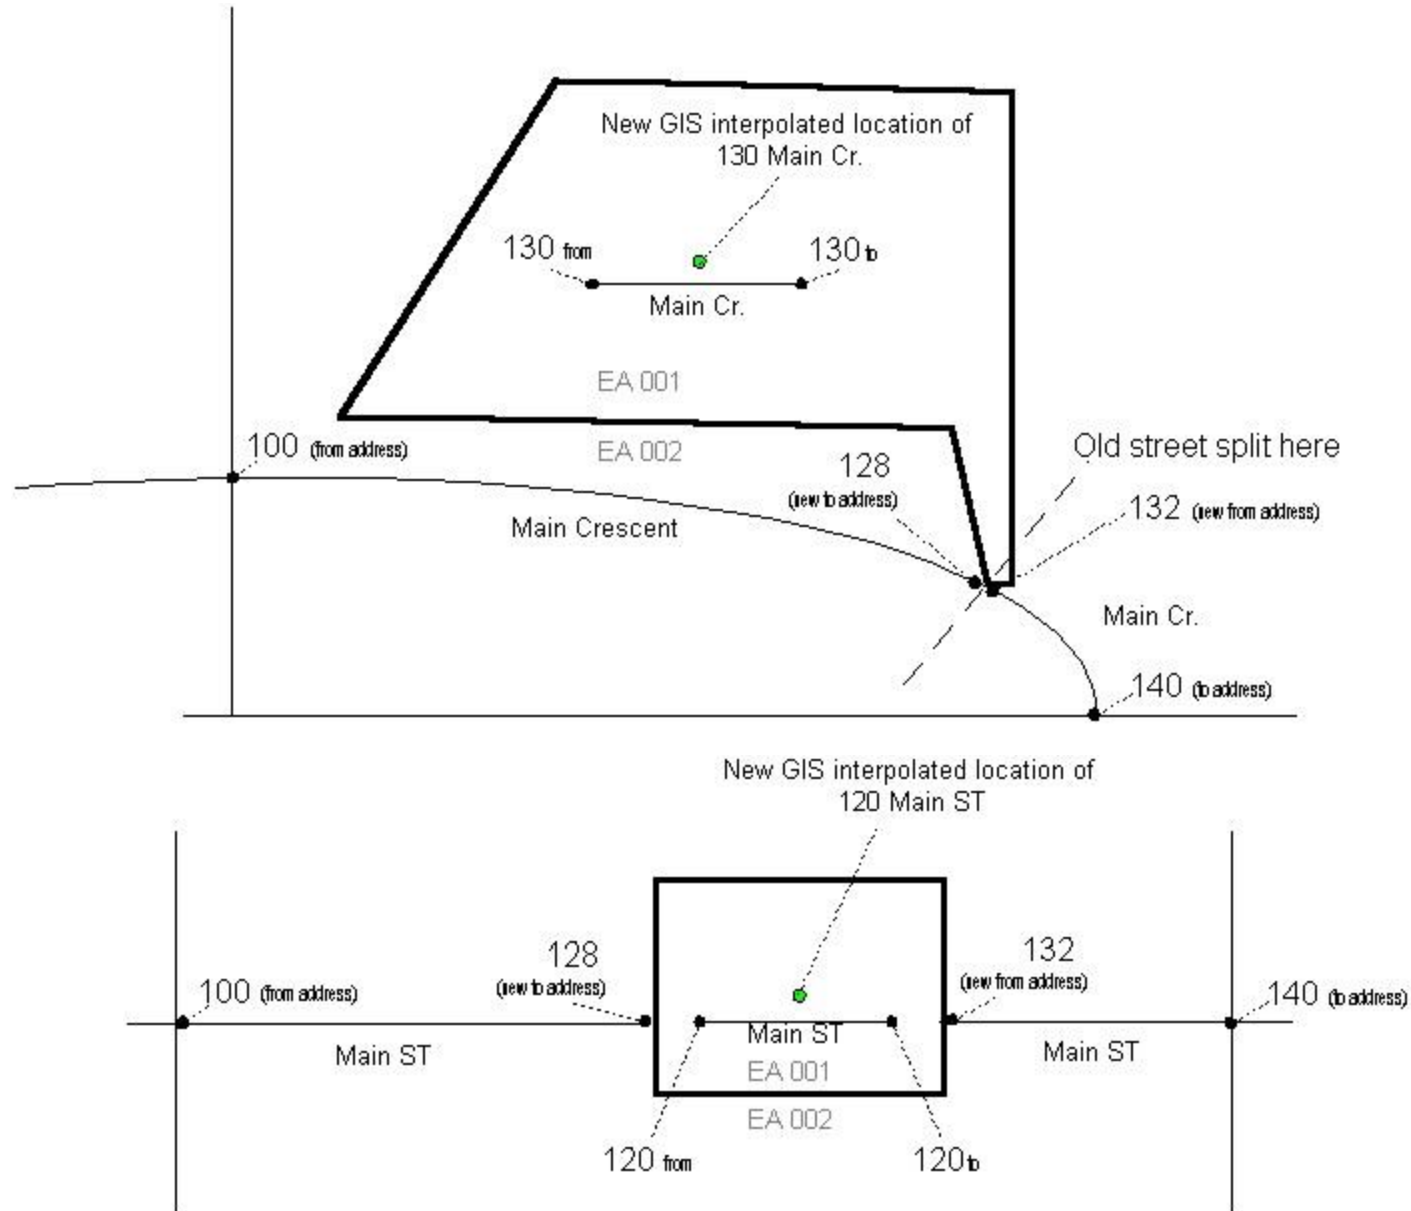 New GIS interpolated location of
130 Main Cr.
130 from
130 to
Main Cr.
EA 001
EA 002
100 (from address)
128
(new to address)
Old street split here
132 (new from address)
Main Crescent
Main Cr.
140 (to address)
New GIS interpolated location of
120 Main ST
128
(new to address)
132
(new from address)
100 (from address)
140 (to address)
Main ST
Main ST
Main ST
EA 001
EA 002
120 from
120 to